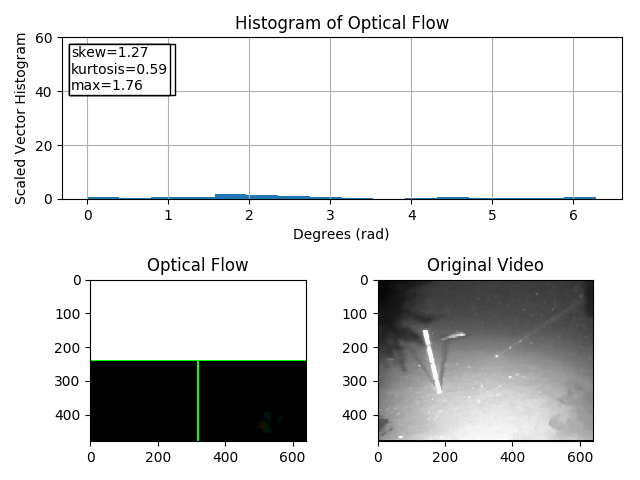 Histogram of Optical Flow
skew=1.27
kurtosis=0.59
max=1.76
Scaled Vector Histogram
60
40
20
0
0 1 2 3 4 5 6
Degrees (rad)
Optical Flow
0
100
200
300
400
0 200 400 600
Original Video
0
100
200
300
400
0 200 400 600